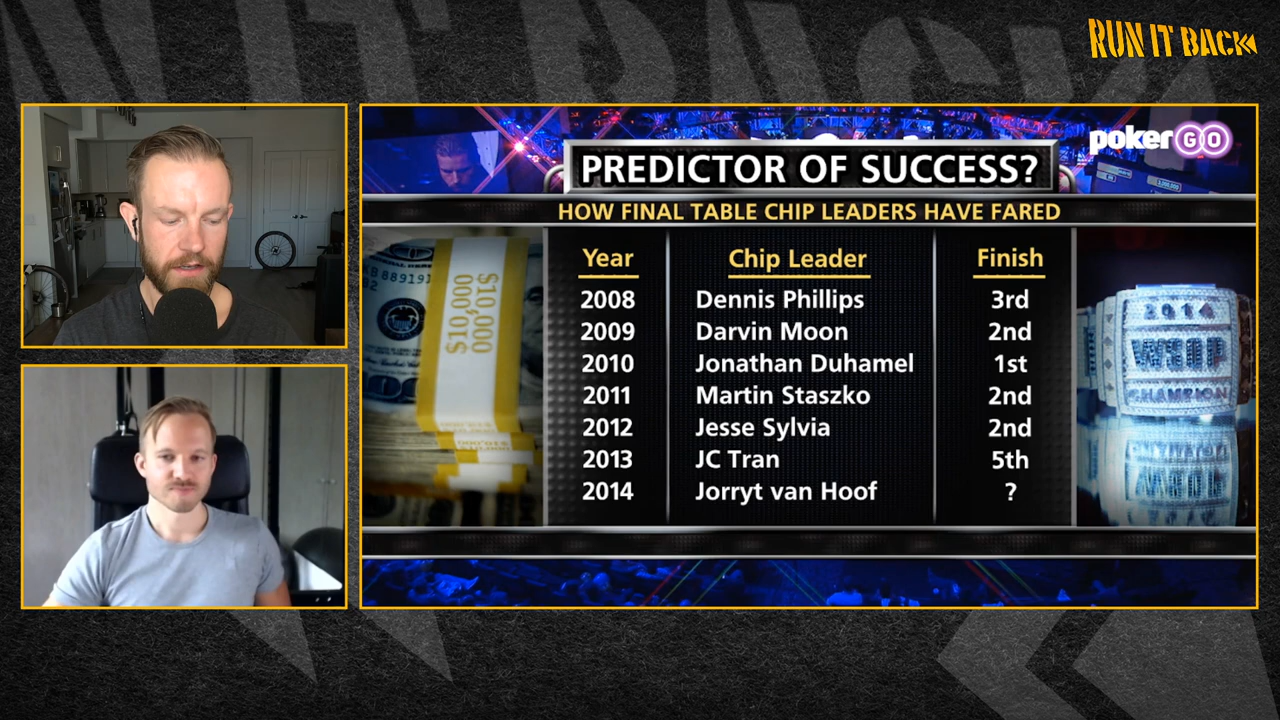 RUN IT BACK
pokerGO
PREDICTOR OF SUCCESS?
HOW FINAL TABLE CHIP LEADERS HAVE FARED
Year Chip Leader Finish
2008 Dennis Phillips 3rd
2009 Darvin Moon 2nd
2010 Jonathan Duhamel 1st
2011 Martin Staszko 2nd
2012 Jesse Sylvia 2nd
2013 JC Tran 5th
2014 Jorryt van Hoof ?
$10,000
$10,000
2014
WSOP
CHAMPION